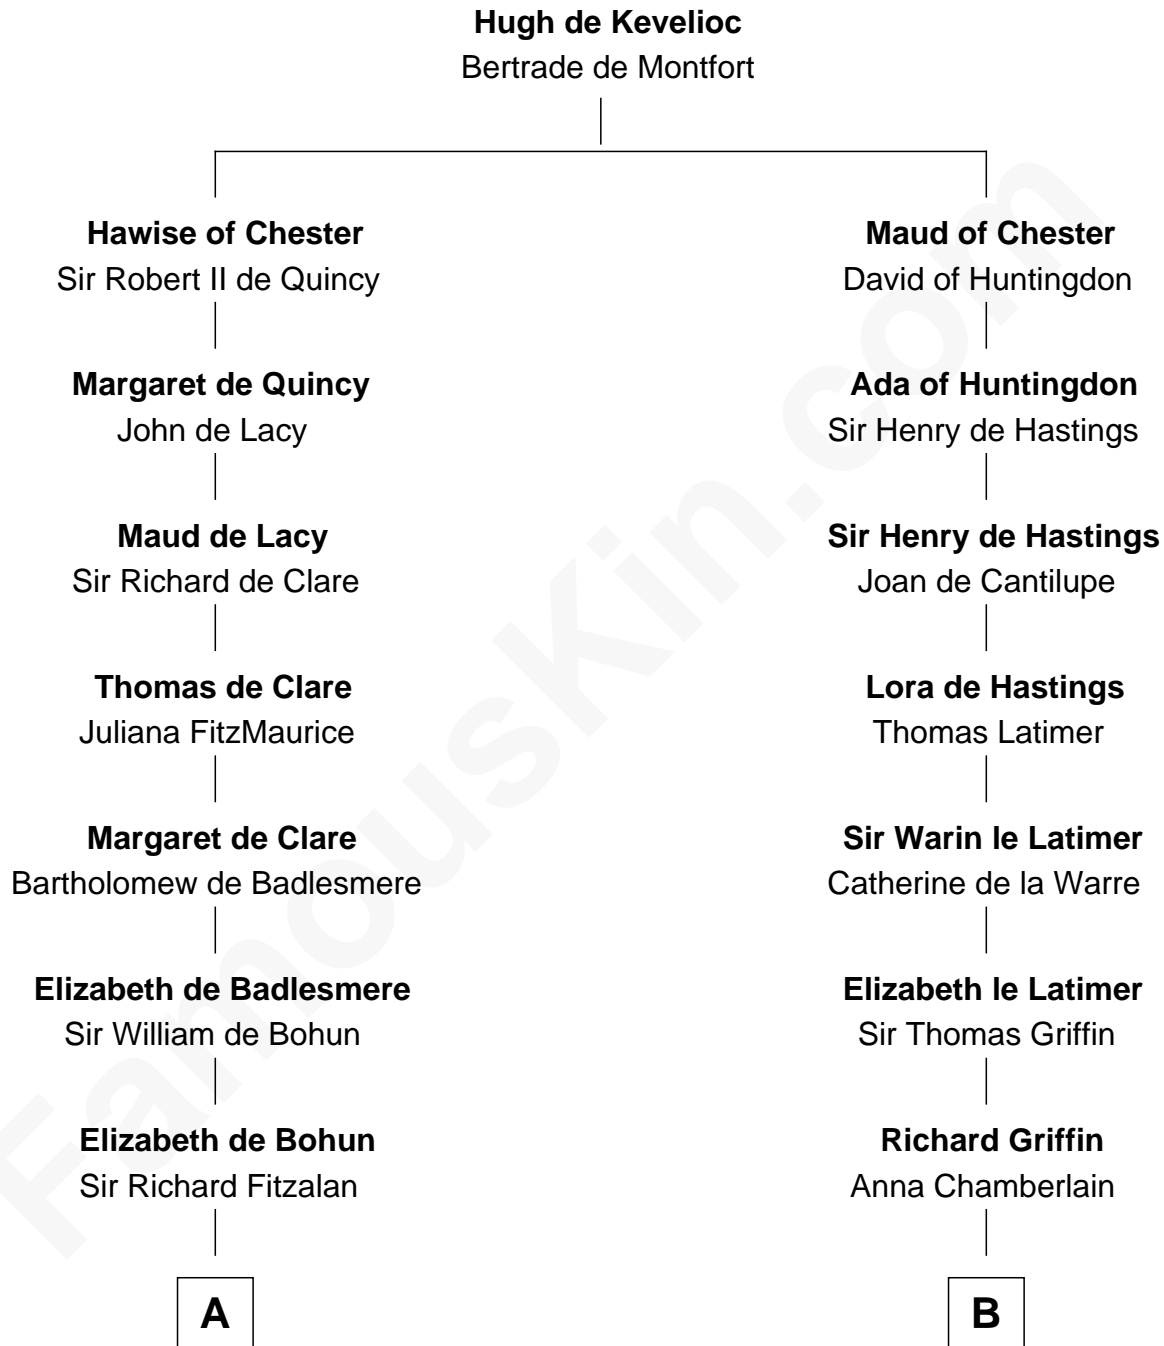 Hugh de Kevelioc
Bertrade de Montfort
Hawise of Chester
Sir Robert II de Quincy
Maud of Chester
David of Huntingdon
Margaret de Quincy
John de Lacy
Ada of Huntingdon
Sir Henry de Hastings
Maud de Lacy
Sir Richard de Clare
Sir Henry de Hastings
Joan de Cantilupe
Thomas de Clare
Juliana FitzMaurice
Lora de Hastings
Thomas Latimer
Margaret de Clare
Bartholomew de Badlesmere
Sir Warin le Latimer
Catherine de la Warre
Elizabeth de Badlesmere
Sir William de Bohun
Elizabeth le Latimer
Sir Thomas Griffin
Elizabeth de Bohun
Sir Richard Fitzalan
Richard Griffin
Anna Chamberlain
A
B
FamousKin.com